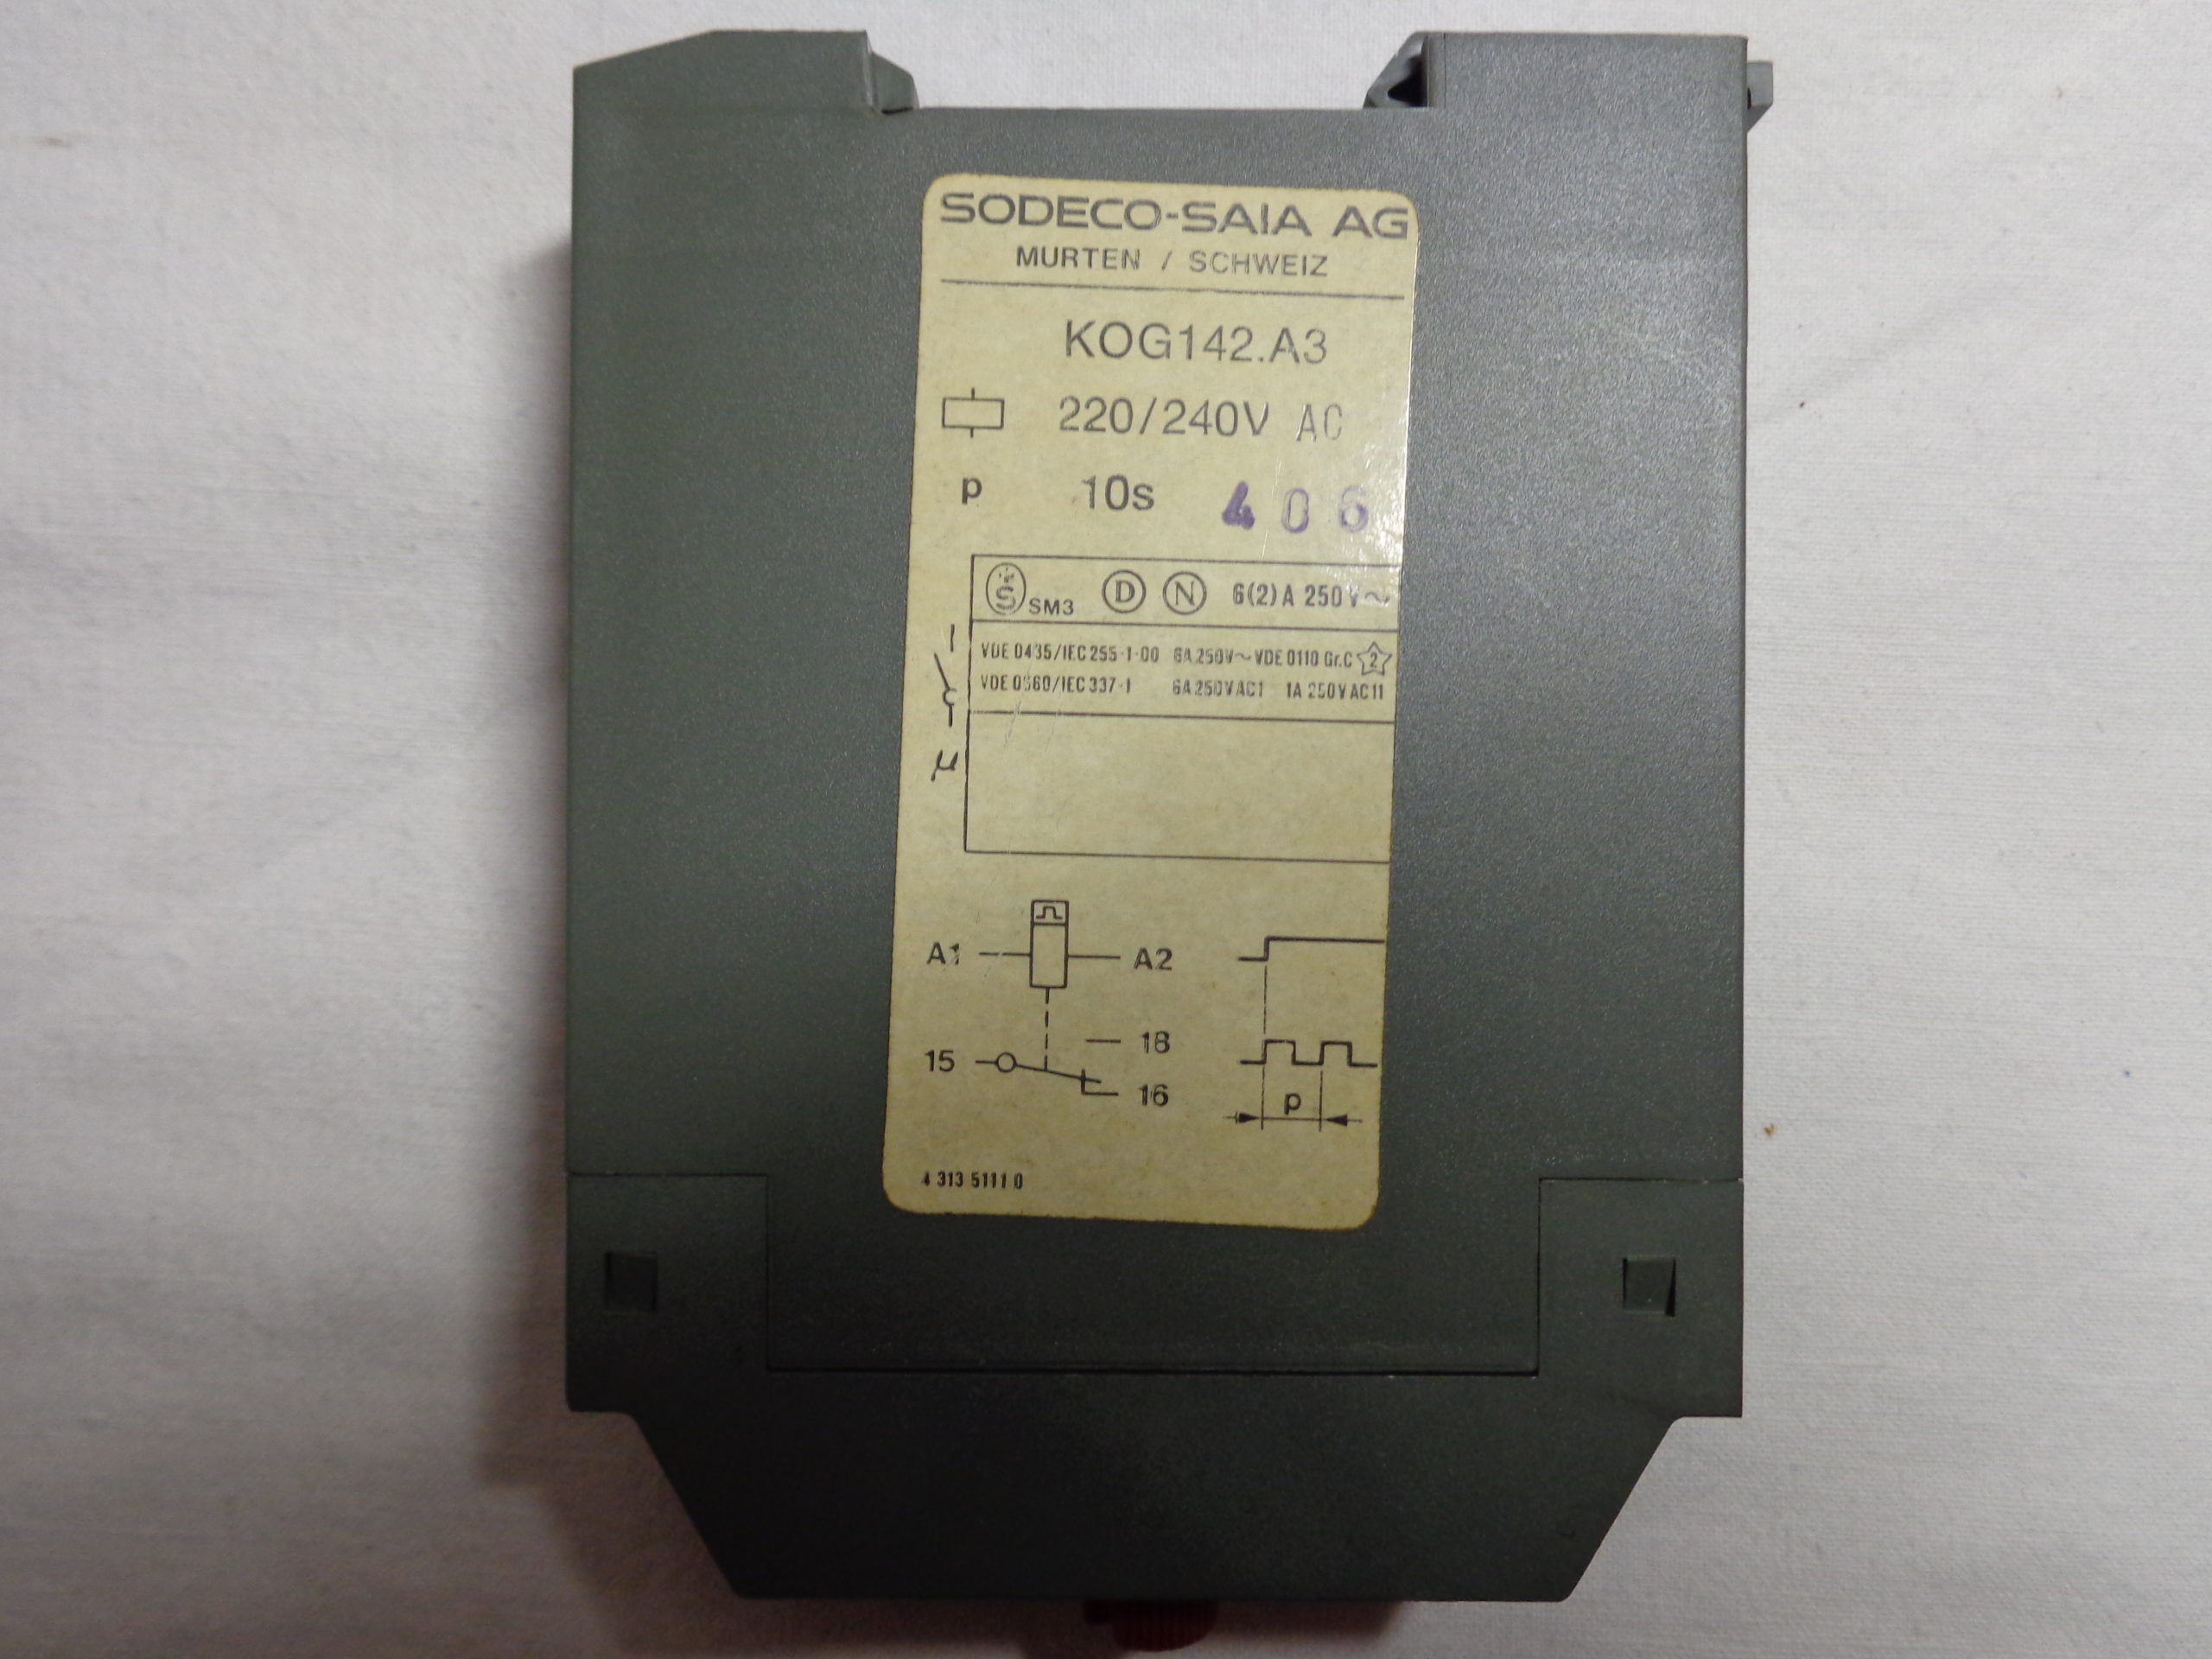 SODECO-SAIA AG
MURTEN / SCHWEIZ
KOG142.A3
220/240V AC
p 10s 406
S SM3 D N 6(2)A 250V~
VDE 0435/IEC 255-1-00 6A 250V~ VDE 0110 Gr.C 2
VDE 0660/IEC 337-1 6A 250V AC1 1A 250V AC11
µ
A1 A2
18
15
16
p
4 313 5111 0